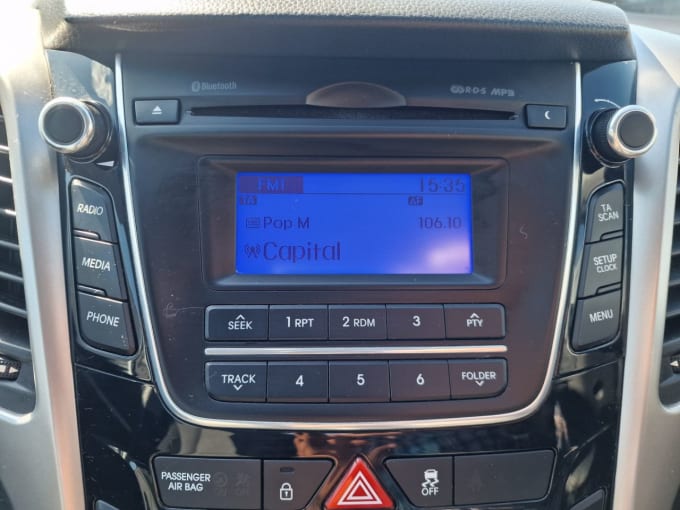 Bluetooth
R·D·S MP3
FM1 15:35
TA AF
Pop M 106.10
Capital
RADIO
MEDIA
PHONE
TA SCAN
SETUP CLOCK
MENU
SEEK 1 RPT 2 RDM 3 PTY
TRACK 4 5 6 FOLDER
PASSENGER AIR BAG
OFF